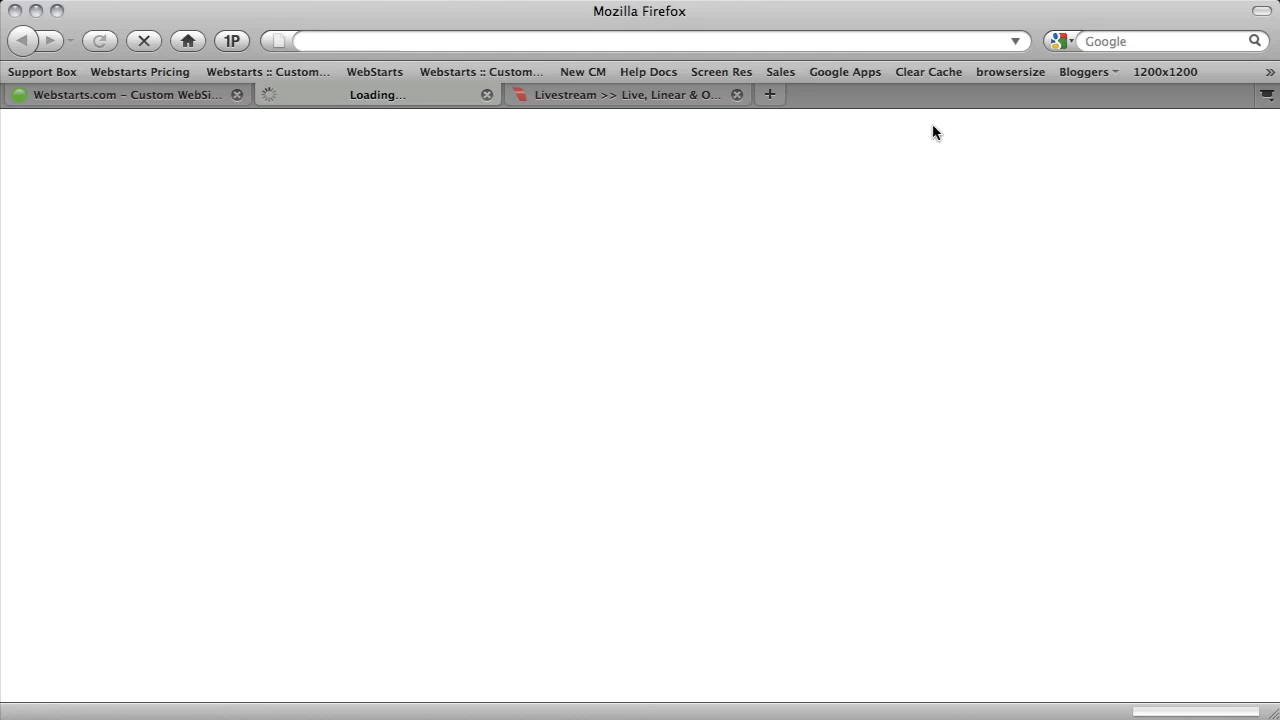 Mozilla Firefox
1P
Google
Support Box Webstarts Pricing Webstarts :: Custom... WebStarts Webstarts :: Custom... New CM Help Docs Screen Res Sales Google Apps Clear Cache browsersize Bloggers 1200x1200 »
Webstarts.com – Custom WebSi... Loading... Livestream >> Live, Linear & O... +